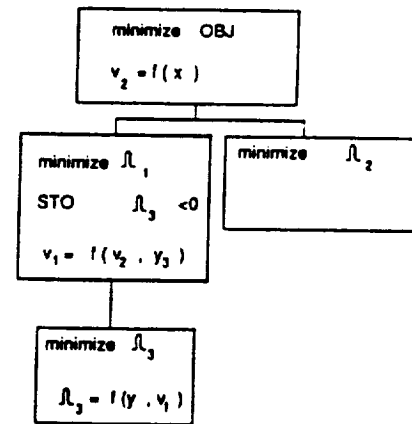 minimize OBJ
v₂ = f ( x )
minimize Ω₁
STO Ω₃ <0
v₁ = f ( v₂ , y₃ )
minimize Ω₂
minimize Ω₃
Ω₃ = f (y , v₁ )